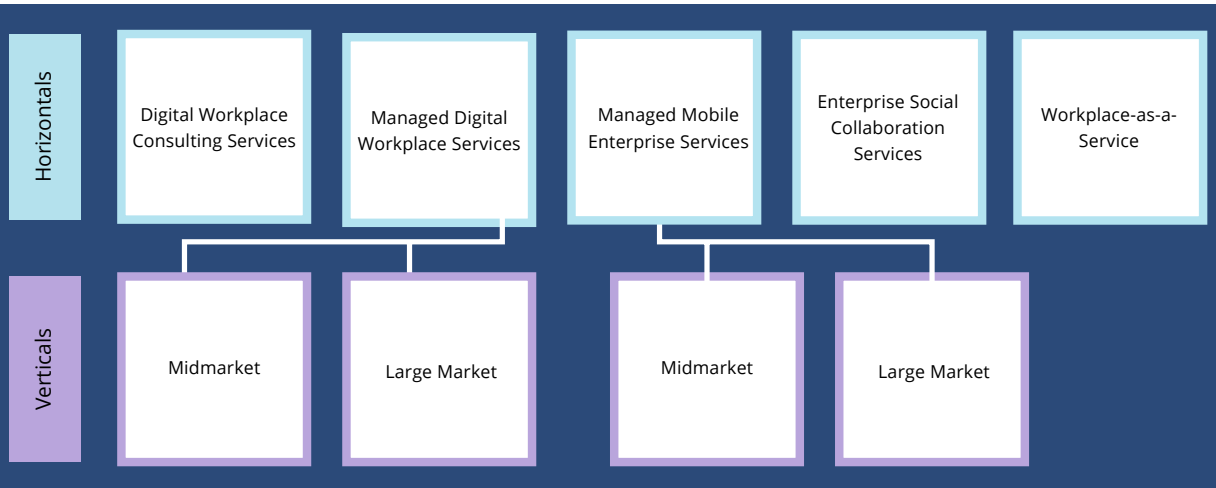 Horizontals
Digital Workplace
Consulting Services
Managed Digital
Workplace Services
Managed Mobile
Enterprise Services
Enterprise Social
Collaboration
Services
Workplace-as-a-
Service
Verticals
Midmarket
Large Market
Midmarket
Large Market